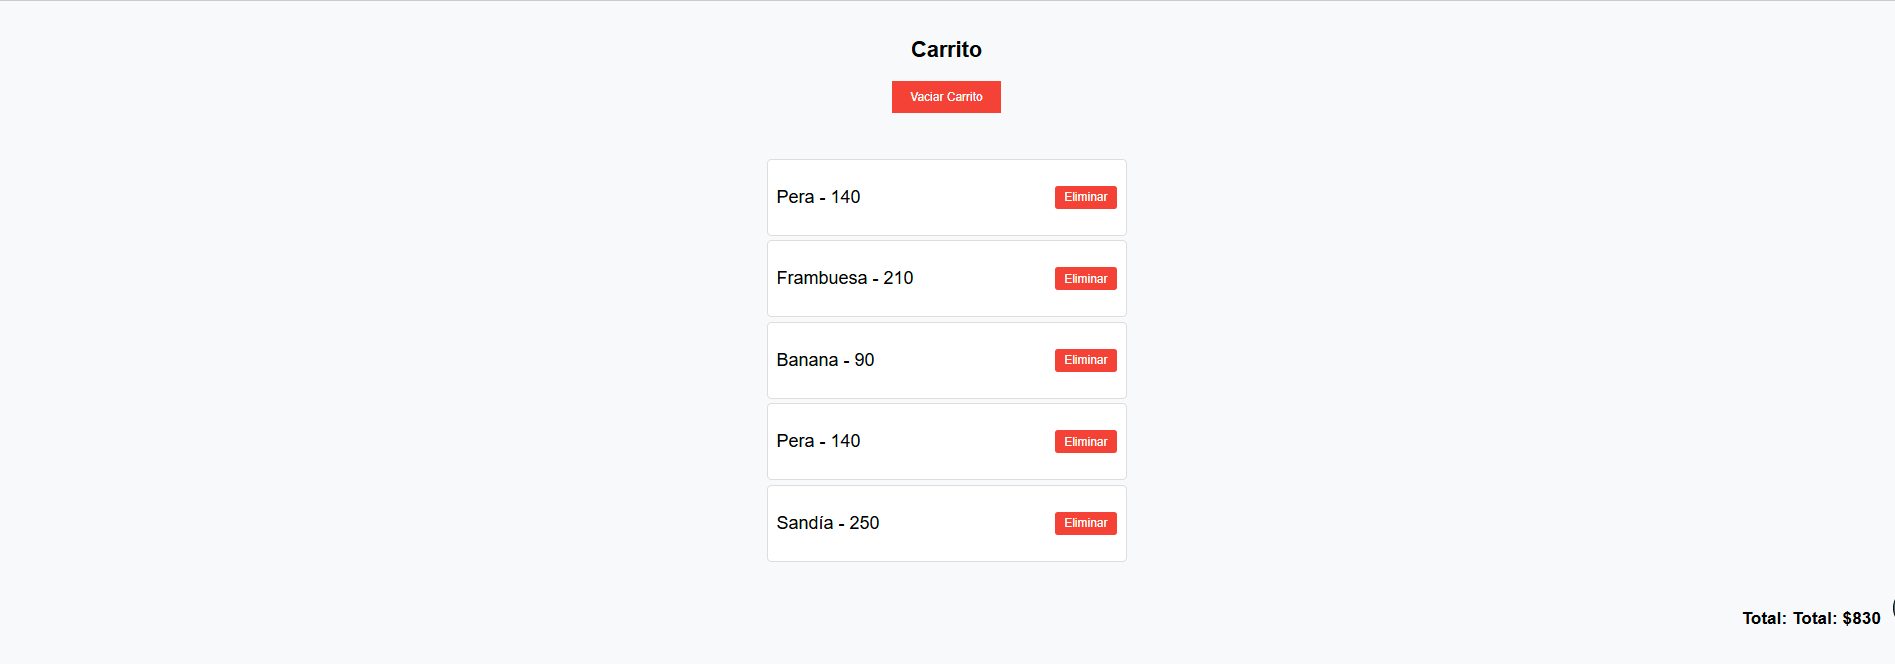 Carrito
Vaciar Carrito
Pera - 140
Eliminar
Frambuesa - 210
Eliminar
Banana - 90
Eliminar
Pera - 140
Eliminar
Sandía - 250
Eliminar
Total: Total: $830